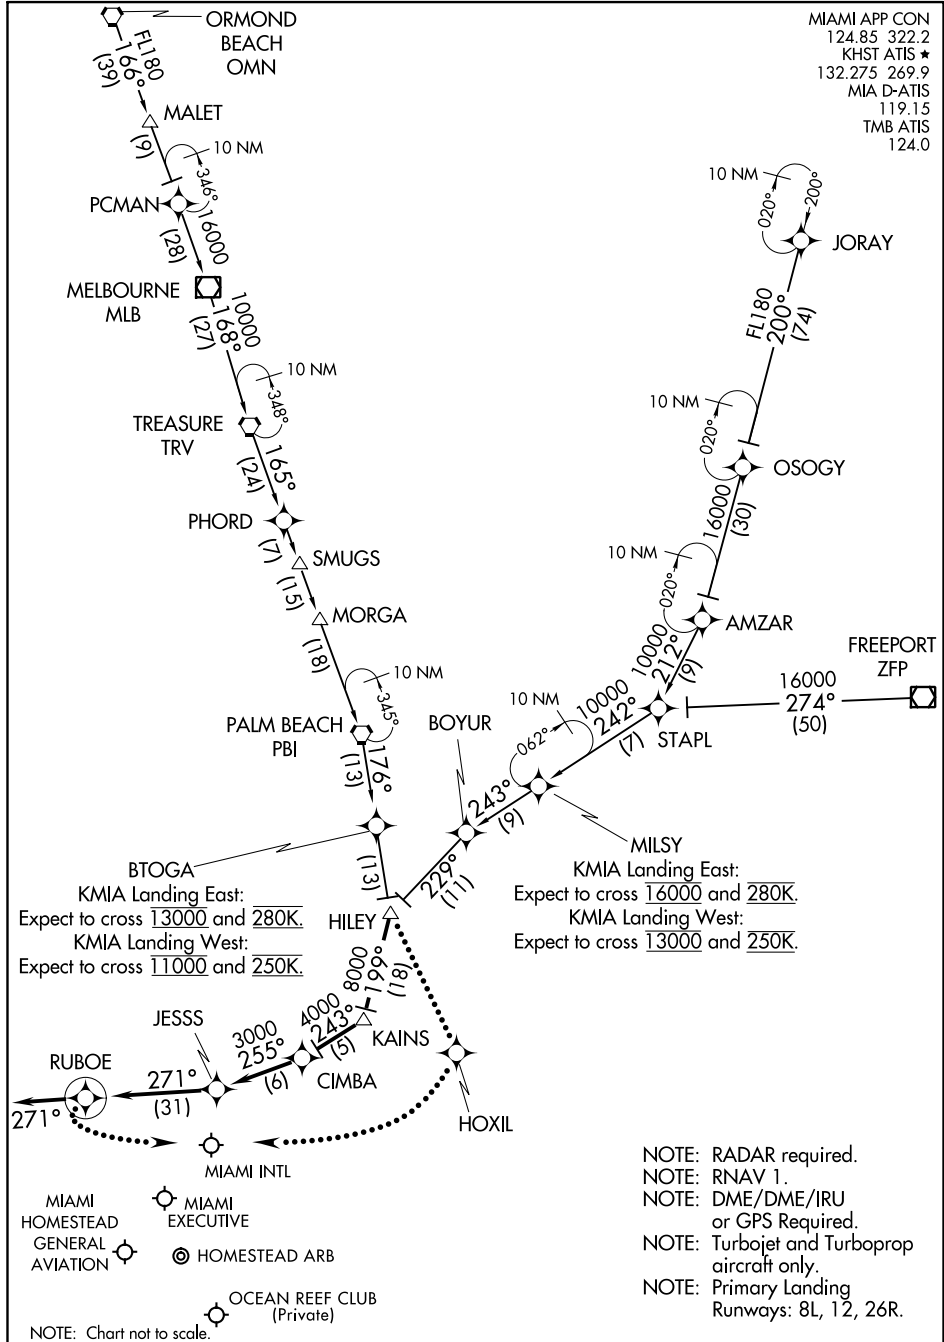 ORMOND
BEACH
OMN
MIAMI APP CON
124.85 322.2
KHST ATIS ★
132.275 269.9
MIA D-ATIS
119.15
TMB ATIS
124.0
FL180
166°
(39)
MALET
(9)
10 NM
346°
PCMAN
16000
(28)
MELBOURNE
MLB
10000
168°
(27)
10 NM
348°
TREASURE
TRV
165°
(24)
PHORD
(7)
SMUGS
(15)
MORGA
(18)
10 NM
345°
PALM BEACH
PBI
176°
(13)
10 NM
020°
200°
JORAY
FL180
200°
(74)
10 NM
020°
OSOGY
16000
(30)
10 NM
020°
AMZAR
10000
212°
(9)
FREEPORT
ZFP
16000
274°
(50)
STAPL
10000
242°
(7)
10 NM
062°
BOYUR
243°
(9)
MILSY
KMIA Landing East:
Expect to cross 16000 and 280K.
KMIA Landing West:
Expect to cross 13000 and 250K.
229°
(11)
BTOGA
KMIA Landing East:
Expect to cross 13000 and 280K.
KMIA Landing West:
Expect to cross 11000 and 250K.
(13)
HILEY
8000
199°
(18)
KAINS
4000
243°
(5)
CIMBA
3000
255°
(6)
JESSS
271°
(31)
RUBOE
271°
HOXIL
MIAMI INTL
MIAMI
EXECUTIVE
MIAMI
HOMESTEAD
GENERAL
AVIATION
HOMESTEAD ARB
OCEAN REEF CLUB
(Private)
NOTE: Chart not to scale.
NOTE: RADAR required.
NOTE: RNAV 1.
NOTE: DME/DME/IRU
or GPS Required.
NOTE: Turbojet and Turboprop
aircraft only.
NOTE: Primary Landing
Runways: 8L, 12, 26R.